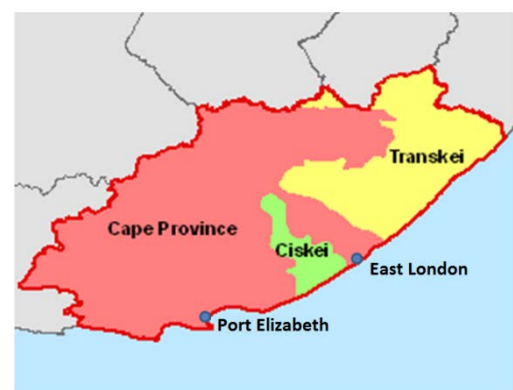 Transkei
Cape Province
Ciskei
East London
Port Elizabeth